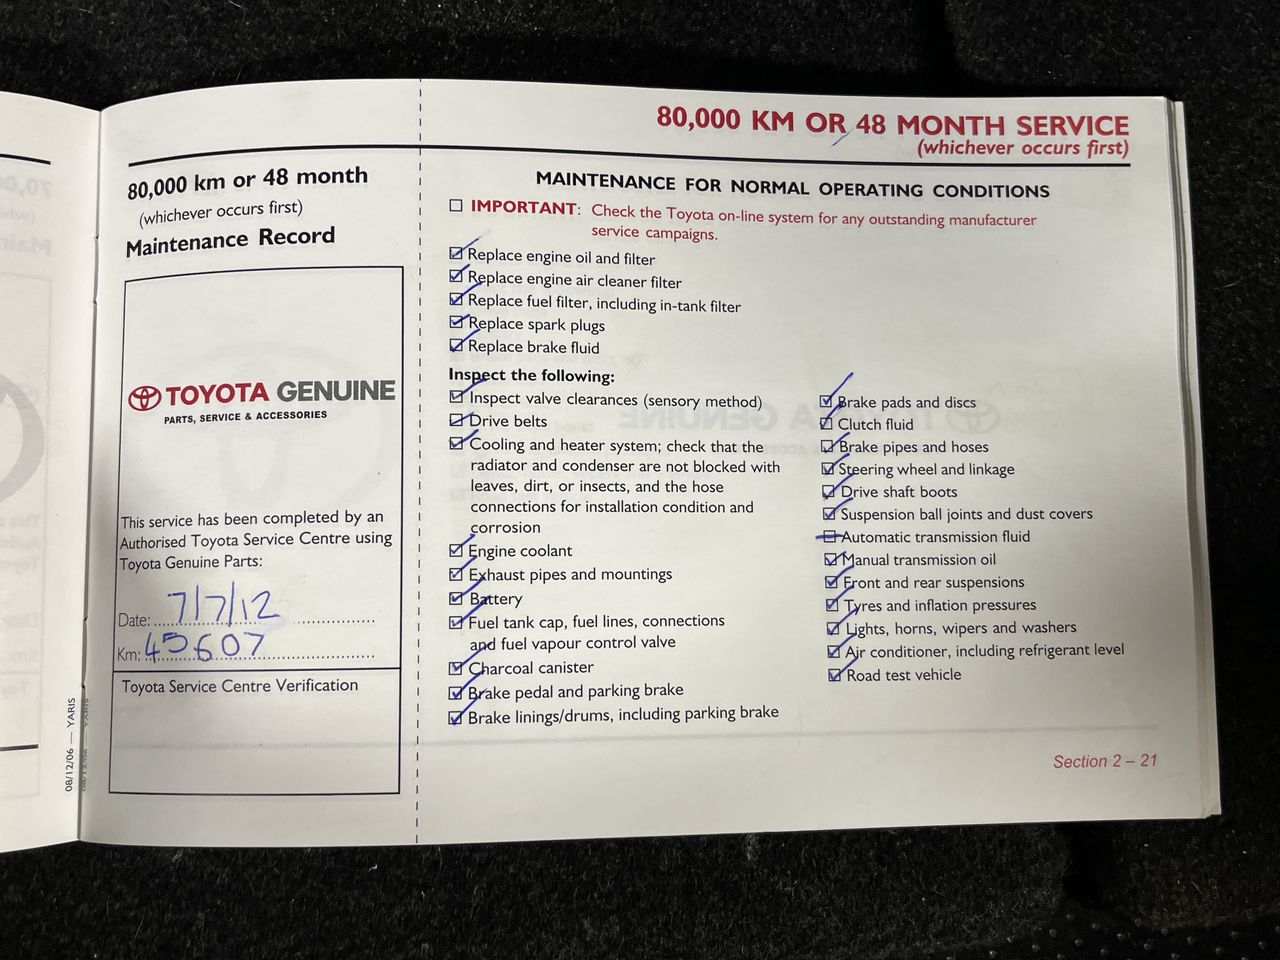 80,000 KM OR 48 MONTH SERVICE
(whichever occurs first)
80,000 km or 48 month
(whichever occurs first)
Maintenance Record
TOYOTA GENUINE
PARTS, SERVICE & ACCESSORIES
This service has been completed by an
Authorised Toyota Service Centre using
Toyota Genuine Parts:
Date: 7/7/12
Km: 45607
Toyota Service Centre Verification
08/12/06 — YARIS
MAINTENANCE FOR NORMAL OPERATING CONDITIONS
IMPORTANT: Check the Toyota on-line system for any outstanding manufacturer
service campaigns.
Replace engine oil and filter
Replace engine air cleaner filter
Replace fuel filter, including in-tank filter
Replace spark plugs
Replace brake fluid
Inspect the following:
Inspect valve clearances (sensory method)
Drive belts
Cooling and heater system; check that the
radiator and condenser are not blocked with
leaves, dirt, or insects, and the hose
connections for installation condition and
corrosion
Engine coolant
Exhaust pipes and mountings
Battery
Fuel tank cap, fuel lines, connections
and fuel vapour control valve
Charcoal canister
Brake pedal and parking brake
Brake linings/drums, including parking brake
Brake pads and discs
Clutch fluid
Brake pipes and hoses
Steering wheel and linkage
Drive shaft boots
Suspension ball joints and dust covers
Automatic transmission fluid
Manual transmission oil
Front and rear suspensions
Tyres and inflation pressures
Lights, horns, wipers and washers
Air conditioner, including refrigerant level
Road test vehicle
Section 2 – 21